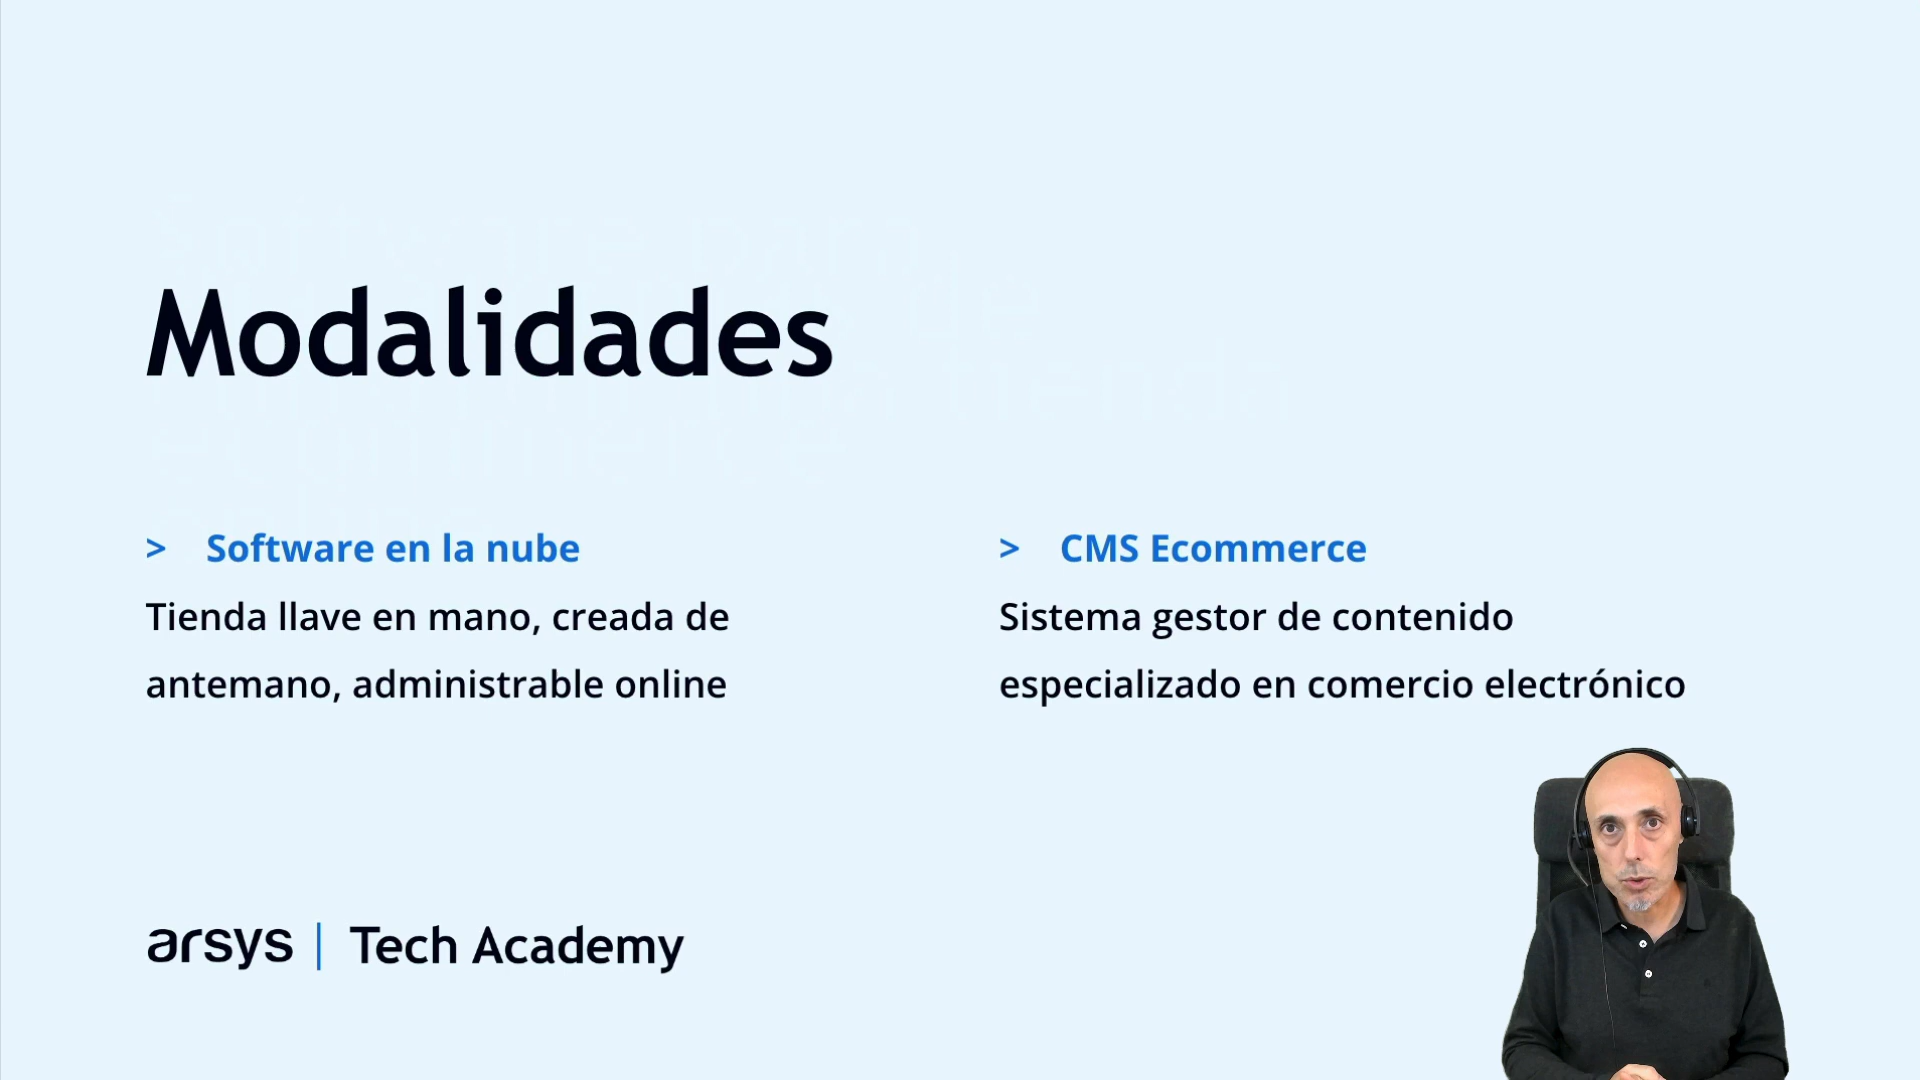 Modalidades
> Software en la nube
Tienda llave en mano, creada de
antemano, administrable online
> CMS Ecommerce
Sistema gestor de contenido
especializado en comercio electrónico
arsys | Tech Academy